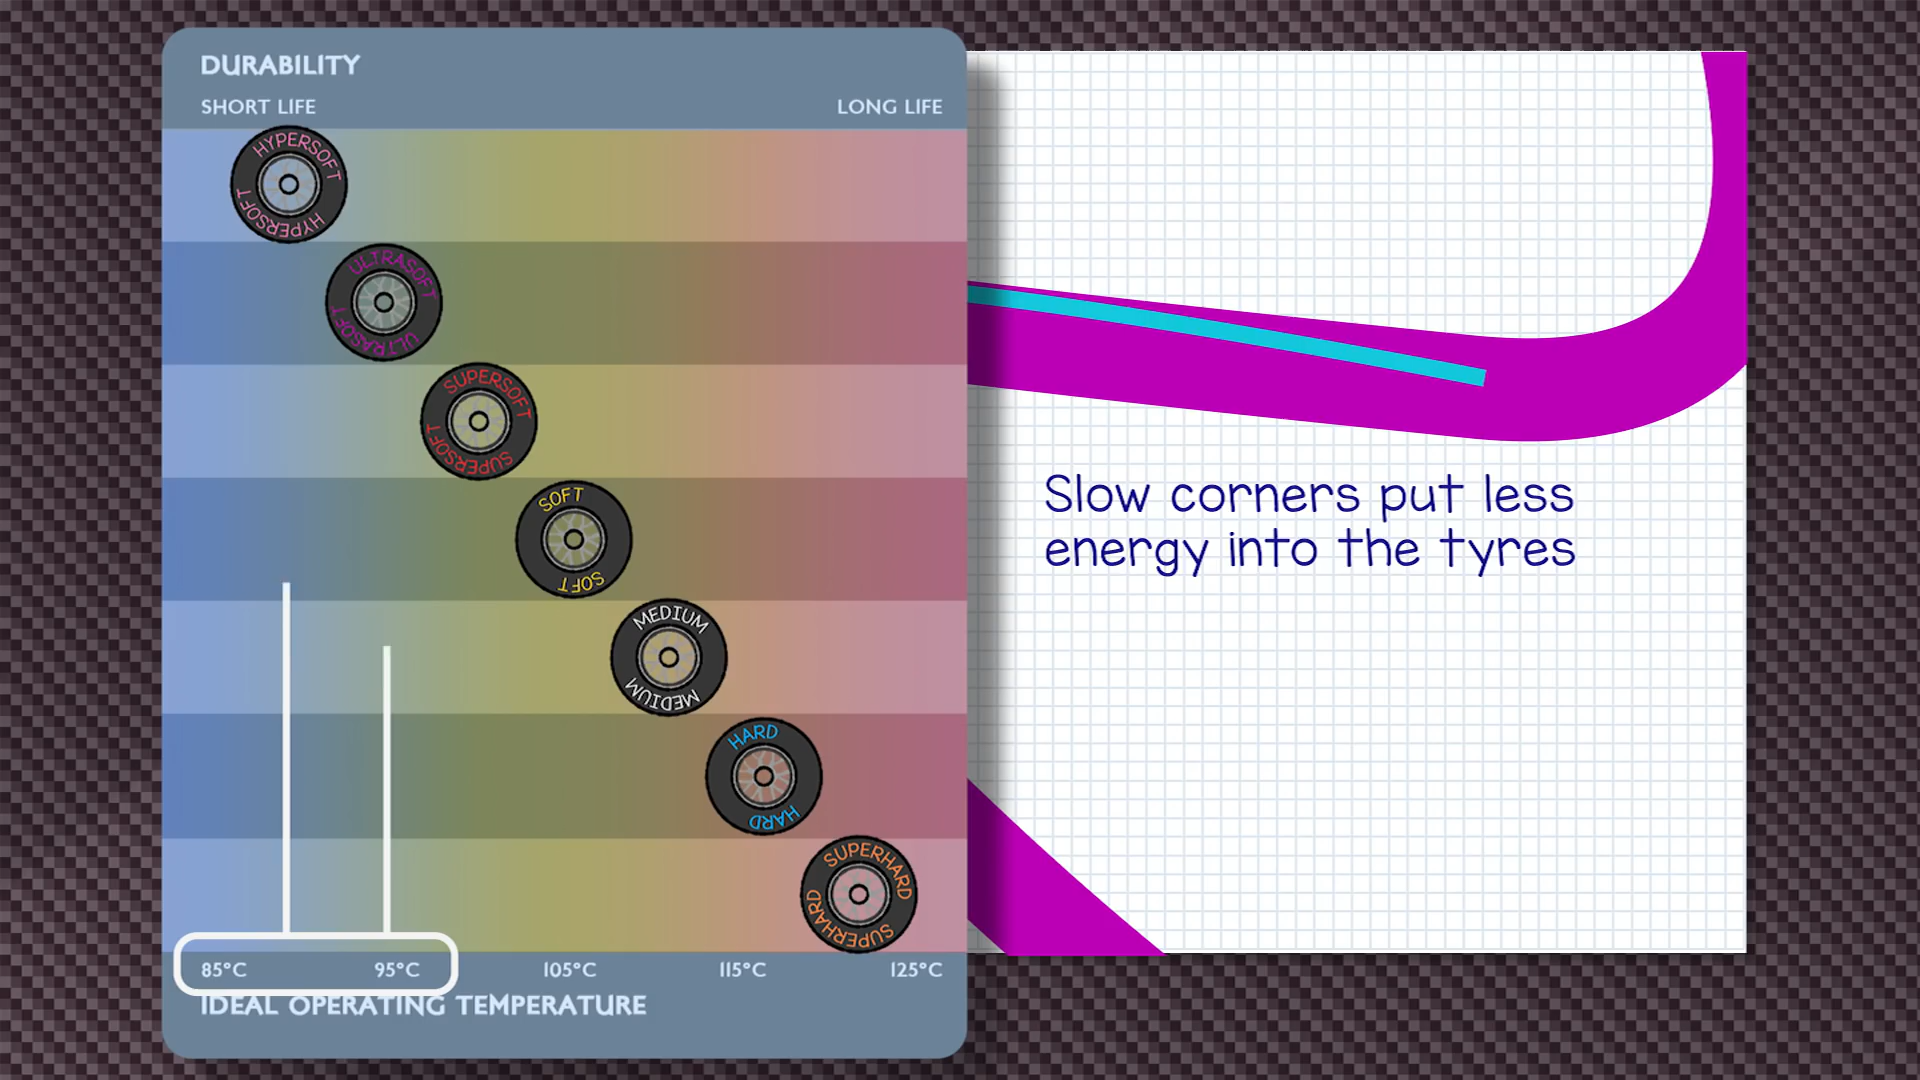 DURABILITY
SHORT LIFE
LONG LIFE
HYPERSOFT
HYPERSOFT
ULTRASOFT
ULTRASOFT
SUPERSOFT
SUPERSOFT
SOFT
SOFT
MEDIUM
MEDIUM
HARD
HARD
SUPERHARD
SUPERHARD
85°C 95°C 105°C 115°C 125°C
IDEAL OPERATING TEMPERATURE
Slow corners put less
energy into the tyres